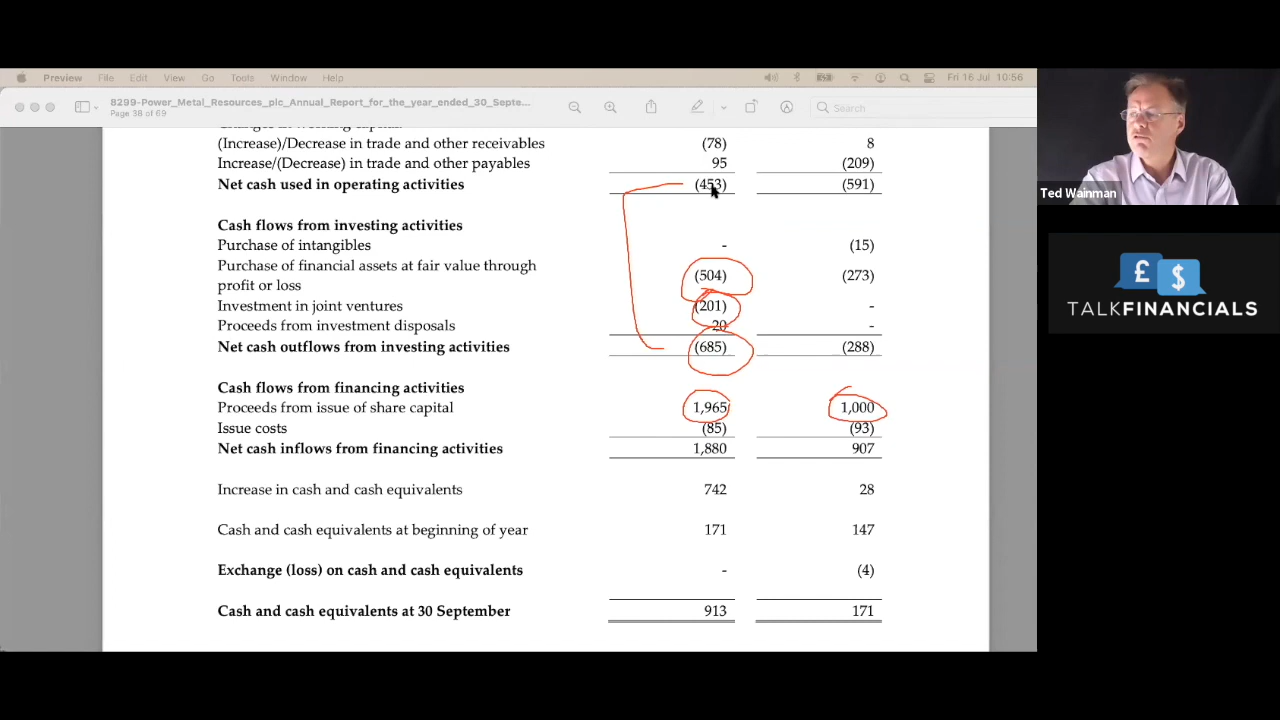 Preview File Edit View Go Tools Window Help Fri 16 Jul 10:56
8299-Power_Metal_Resources_plc_Annual_Report_for_the_year_ended_30_Septe...
Page 38 of 69
Search
(Increase)/Decrease in trade and other receivables (78) 8
Increase/(Decrease) in trade and other payables 95 (209)
Net cash used in operating activities (453) (591)
Cash flows from investing activities
Purchase of intangibles - (15)
Purchase of financial assets at fair value through
profit or loss (504) (273)
Investment in joint ventures (201) -
Proceeds from investment disposals 20 -
Net cash outflows from investing activities (685) (288)
Cash flows from financing activities
Proceeds from issue of share capital 1,965 1,000
Issue costs (85) (93)
Net cash inflows from financing activities 1,880 907
Increase in cash and cash equivalents 742 28
Cash and cash equivalents at beginning of year 171 147
Exchange (loss) on cash and cash equivalents - (4)
Cash and cash equivalents at 30 September 913 171
Ted Wainman
£ $
TALKFINANCIALS